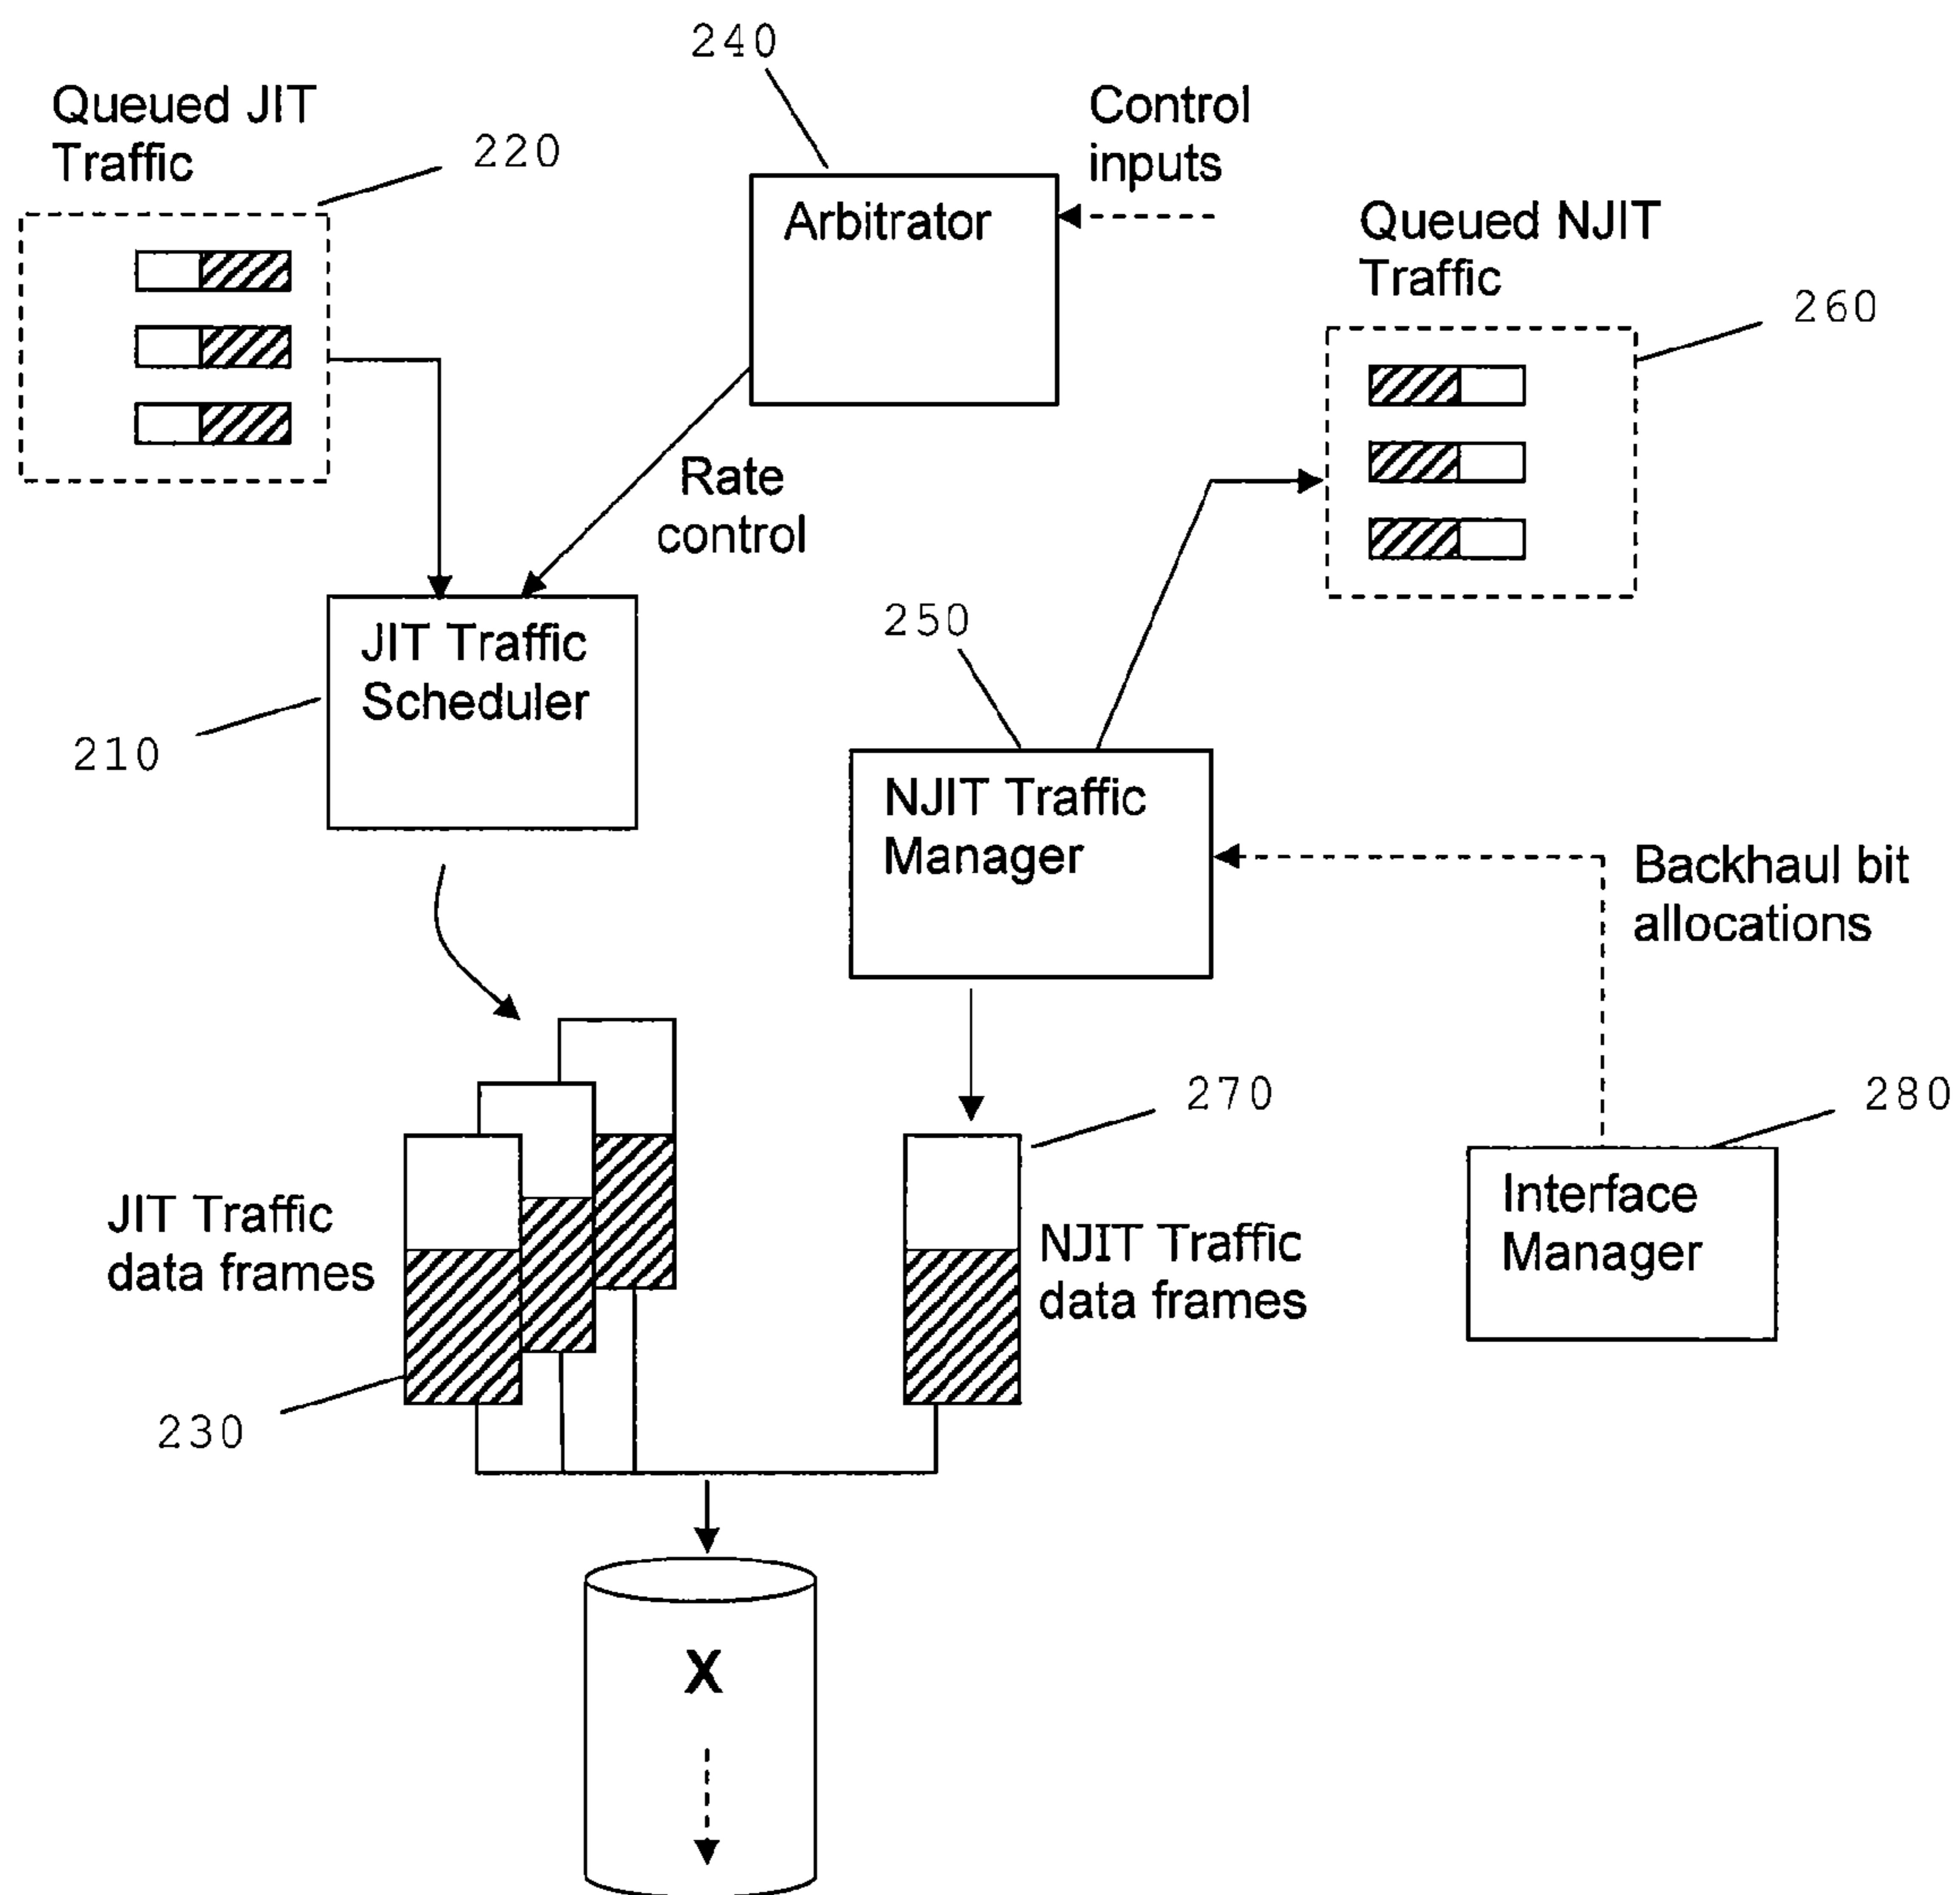 240
Queued JIT
Traffic
220
Control
inputs
Arbitrator
Queued NJIT
Traffic
260
Rate
control
JIT Traffic
Scheduler
210
250
NJIT Traffic
Manager
Backhaul bit
allocations
270
280
JIT Traffic
data frames
NJIT Traffic
data frames
Interface
Manager
230
X